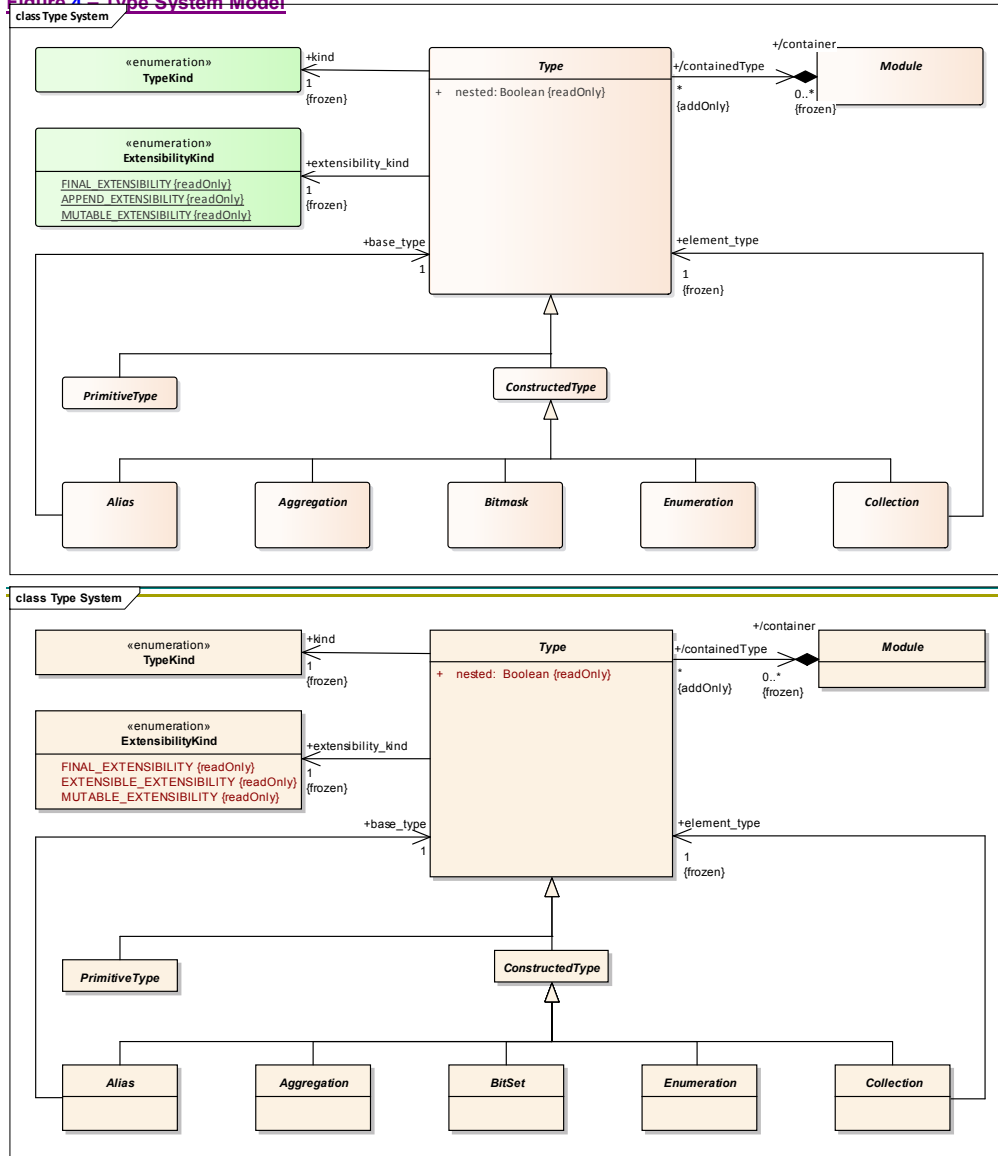 Figure 4 – Type System Model
class Type System
+/container
«enumeration»
TypeKind
+kind
1
{frozen}
Type
+ nested: Boolean {readOnly}
+/containedType
*
{addOnly}
0..*
{frozen}
Module
«enumeration»
ExtensibilityKind
FINAL_EXTENSIBILITY {readOnly}
APPEND_EXTENSIBILITY {readOnly}
MUTABLE_EXTENSIBILITY {readOnly}
+extensibility_kind
1
{frozen}
+base_type
1
+element_type
1
{frozen}
PrimitiveType
ConstructedType
Alias
Aggregation
Bitmask
Enumeration
Collection
class Type System
+/container
«enumeration»
TypeKind
+kind
1
{frozen}
Type
+ nested: Boolean {readOnly}
+/containedType
*
{addOnly}
0..*
{frozen}
Module
«enumeration»
ExtensibilityKind
FINAL_EXTENSIBILITY {readOnly}
EXTENSIBLE_EXTENSIBILITY {readOnly}
MUTABLE_EXTENSIBILITY {readOnly}
+extensibility_kind
1
{frozen}
+base_type
1
+element_type
1
{frozen}
PrimitiveType
ConstructedType
Alias
Aggregation
BitSet
Enumeration
Collection